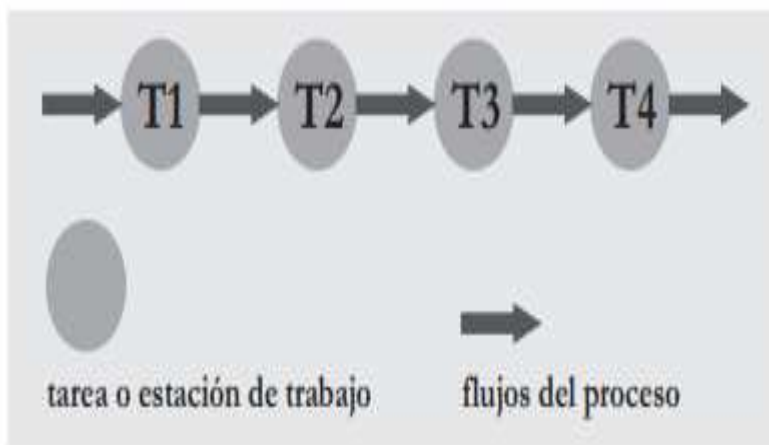 T1 T2 T3 T4
tarea o estación de trabajo
flujos del proceso